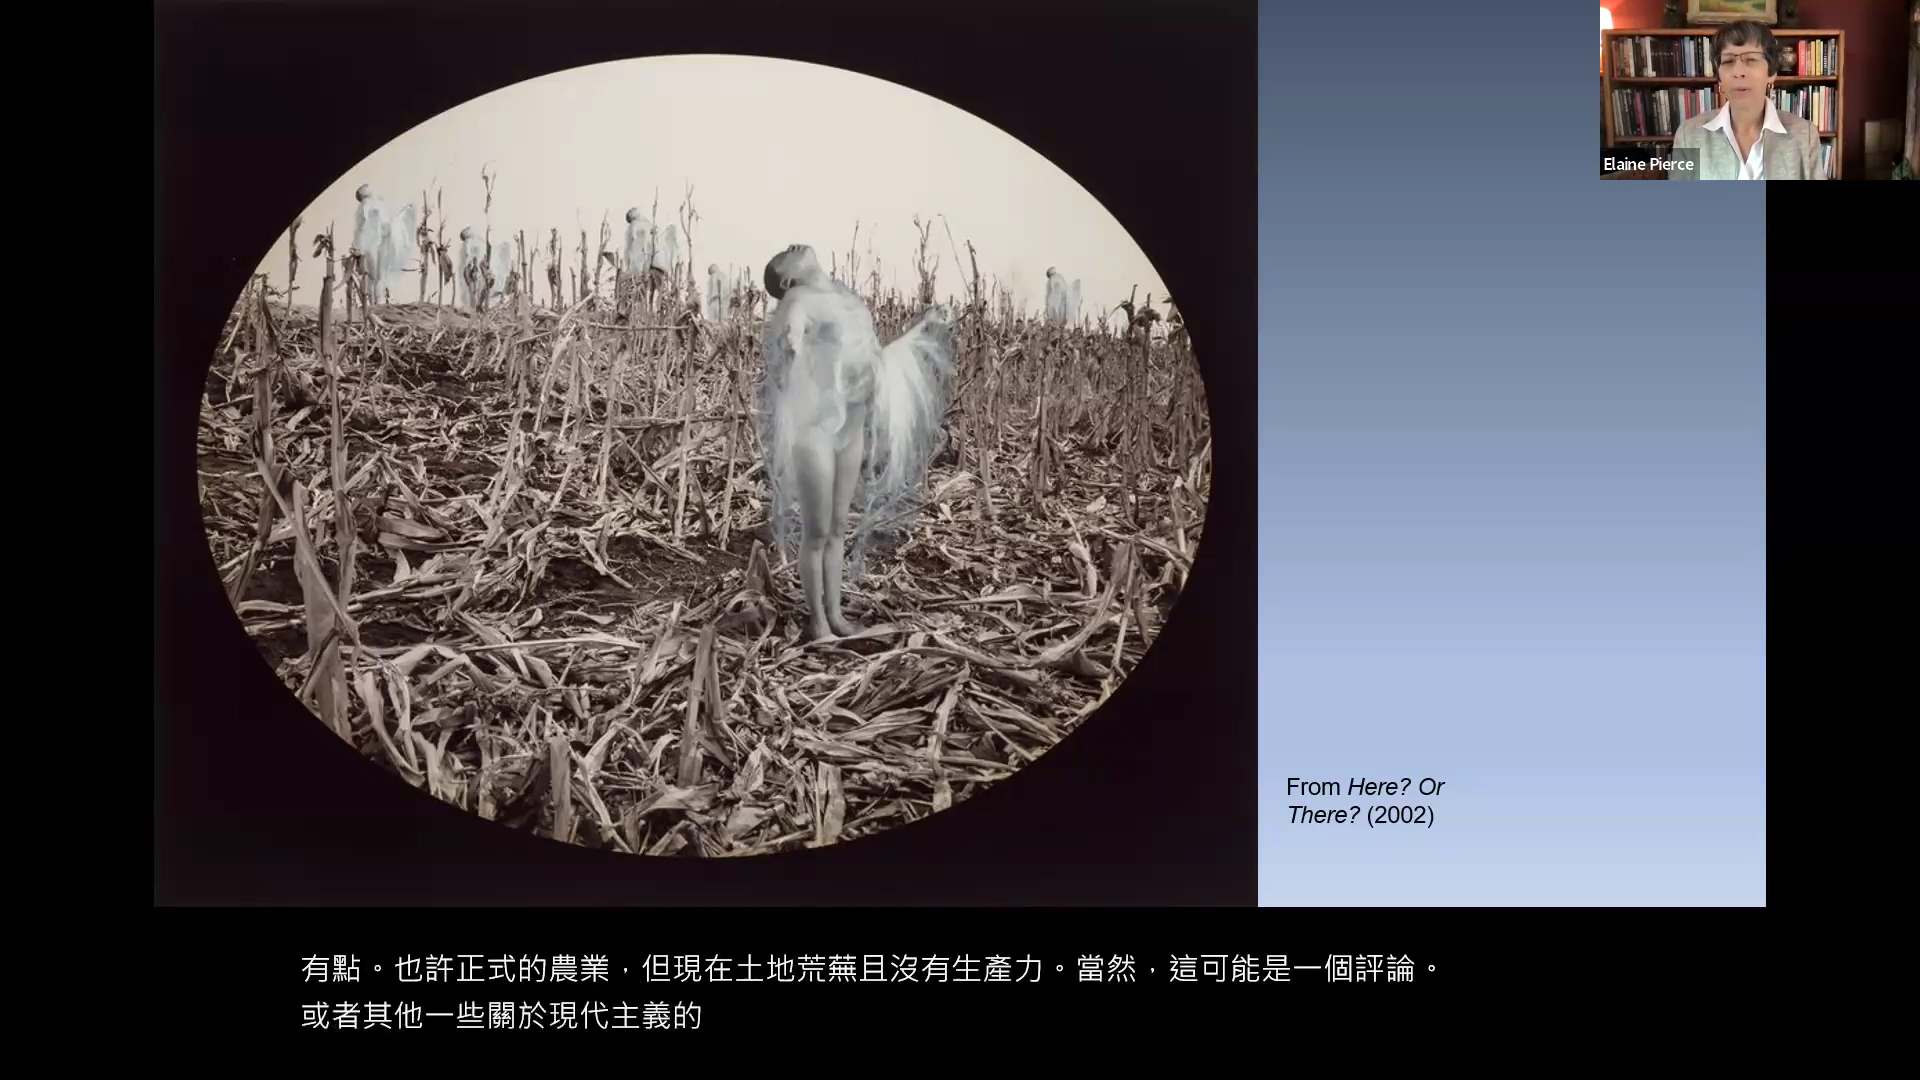 Elaine Pierce
From Here? Or
There? (2002)
有點。也許正式的農業，但現在土地荒蕪且沒有生產力。當然，這可能是一個評論。
或者其他一些關於現代主義的